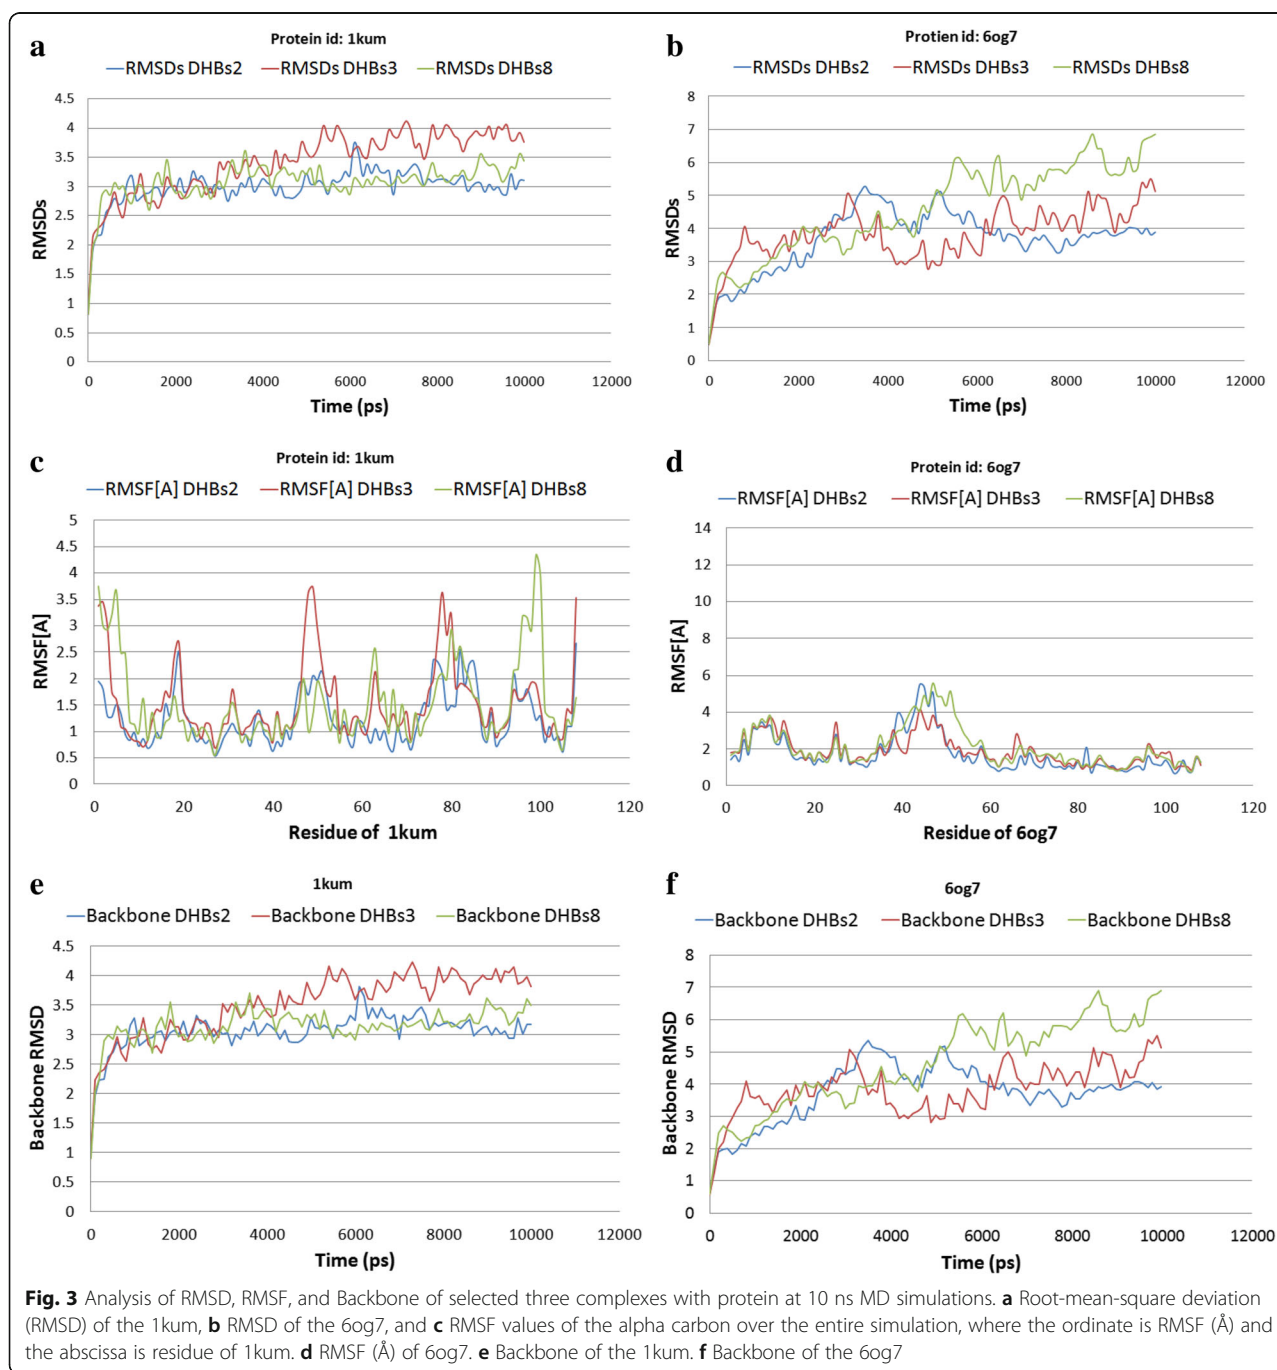 a
Protein id: 1kum
RMSDs DHBs2 RMSDs DHBs3 RMSDs DHBs8
4.5
4
3.5
3
2.5
2
1.5
1
0.5
0
RMSDs
0 2000 4000 6000 8000 10000 12000
Time (ps)
b
Protien id: 6og7
RMSDs DHBs2 RMSDs DHBs3 RMSDs DHBs8
8
7
6
5
4
3
2
1
0
RMSDs
0 2000 4000 6000 8000 10000 12000
Time (ps)
c
Protein id: 1kum
RMSF[A] DHBs2 RMSF[A] DHBs3 RMSF[A] DHBs8
5
4.5
4
3.5
3
2.5
2
1.5
1
0.5
0
RMSF[A]
0 20 40 60 80 100 120
Residue of 1kum
d
Protein id: 6og7
RMSF[A] DHBs2 RMSF[A] DHBs3 RMSF[A] DHBs8
14
12
10
8
6
4
2
0
RMSF[A]
0 20 40 60 80 100 120
Residue of 6og7
e
1kum
Backbone DHBs2 Backbone DHBs3 Backbone DHBs8
4.5
4
3.5
3
2.5
2
1.5
1
0.5
0
Backbone RMSD
0 2000 4000 6000 8000 10000 12000
Time (ps)
f
6og7
Backbone DHBs2 Backbone DHBs3 Backbone DHBs8
8
7
6
5
4
3
2
1
0
Backbone RMSD
0 2000 4000 6000 8000 10000 12000
Time (ps)
Fig. 3 Analysis of RMSD, RMSF, and Backbone of selected three complexes with protein at 10 ns MD simulations. a Root-mean-square deviation
(RMSD) of the 1kum, b RMSD of the 6og7, and c RMSF values of the alpha carbon over the entire simulation, where the ordinate is RMSF (Å) and
the abscissa is residue of 1kum. d RMSF (Å) of 6og7. e Backbone of the 1kum. f Backbone of the 6og7